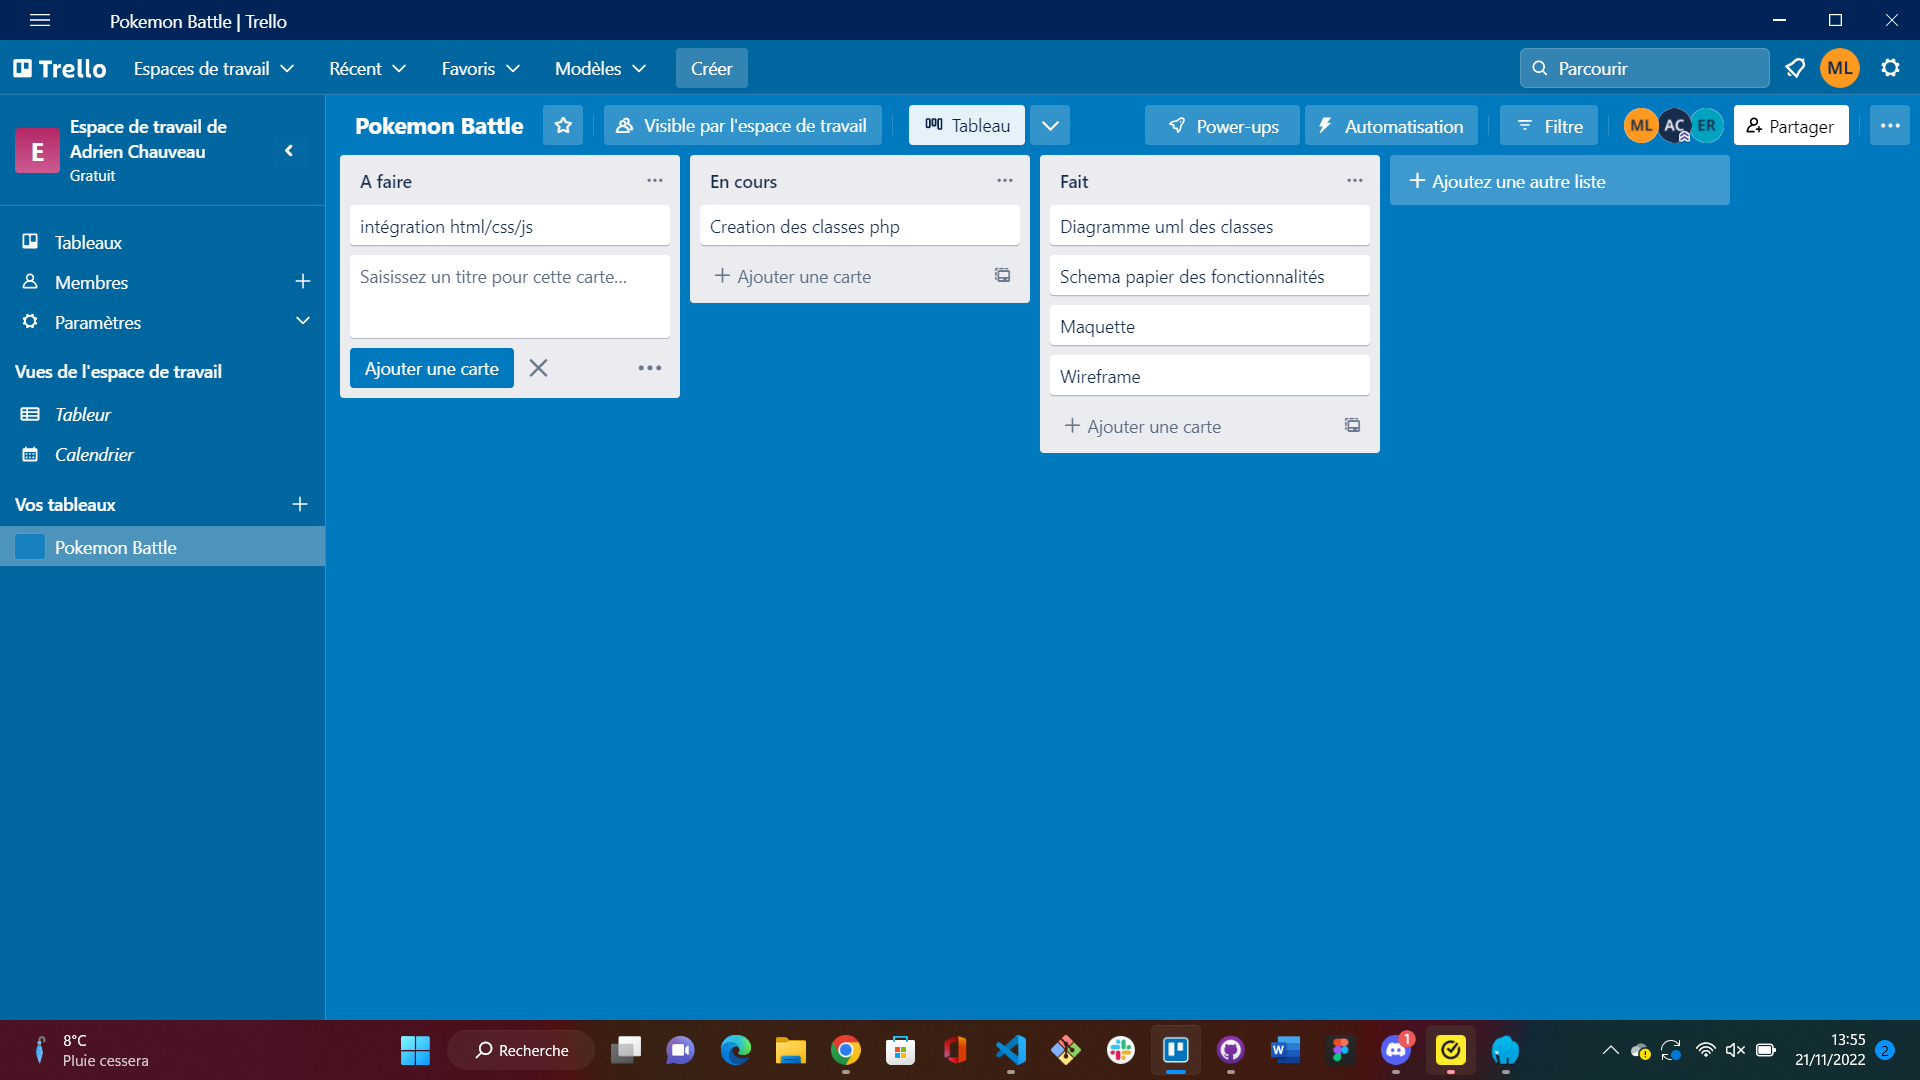 Pokemon Battle | Trello
Trello
Espaces de travail
Récent
Favoris
Modèles
Créer
Parcourir
ML
E
Espace de travail de
Adrien Chauveau
Gratuit
Pokemon Battle
Visible par l'espace de travail
Tableau
Power-ups
Automatisation
Filtre
ML
AC
ER
Partager
Tableaux
Membres
Paramètres
Vues de l'espace de travail
Tableur
Calendrier
Vos tableaux
Pokemon Battle
A faire
intégration html/css/js
Saisissez un titre pour cette carte…
Ajouter une carte
En cours
Creation des classes php
Ajouter une carte
Fait
Diagramme uml des classes
Schema papier des fonctionnalités
Maquette
Wireframe
Ajouter une carte
Ajoutez une autre liste
8°C
Pluie cessera
Recherche
W
1
13:55
21/11/2022
2